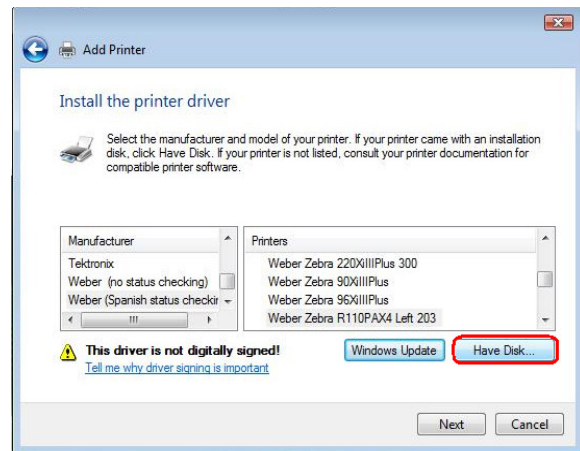 Add Printer
Install the printer driver
Select the manufacturer and model of your printer. If your printer came with an installation
disk, click Have Disk. If your printer is not listed, consult your printer documentation for
compatible printer software.
Manufacturer
Tektronix
Weber (no status checking)
Weber (Spanish status checkir
Printers
Weber Zebra 220XiIIIPlus 300
Weber Zebra 90XiIIIPlus
Weber Zebra 96XiIIIPlus
Weber Zebra R110PAX4 Left 203
This driver is not digitally signed!
Tell me why driver signing is important
Windows Update
Have Disk...
Next
Cancel